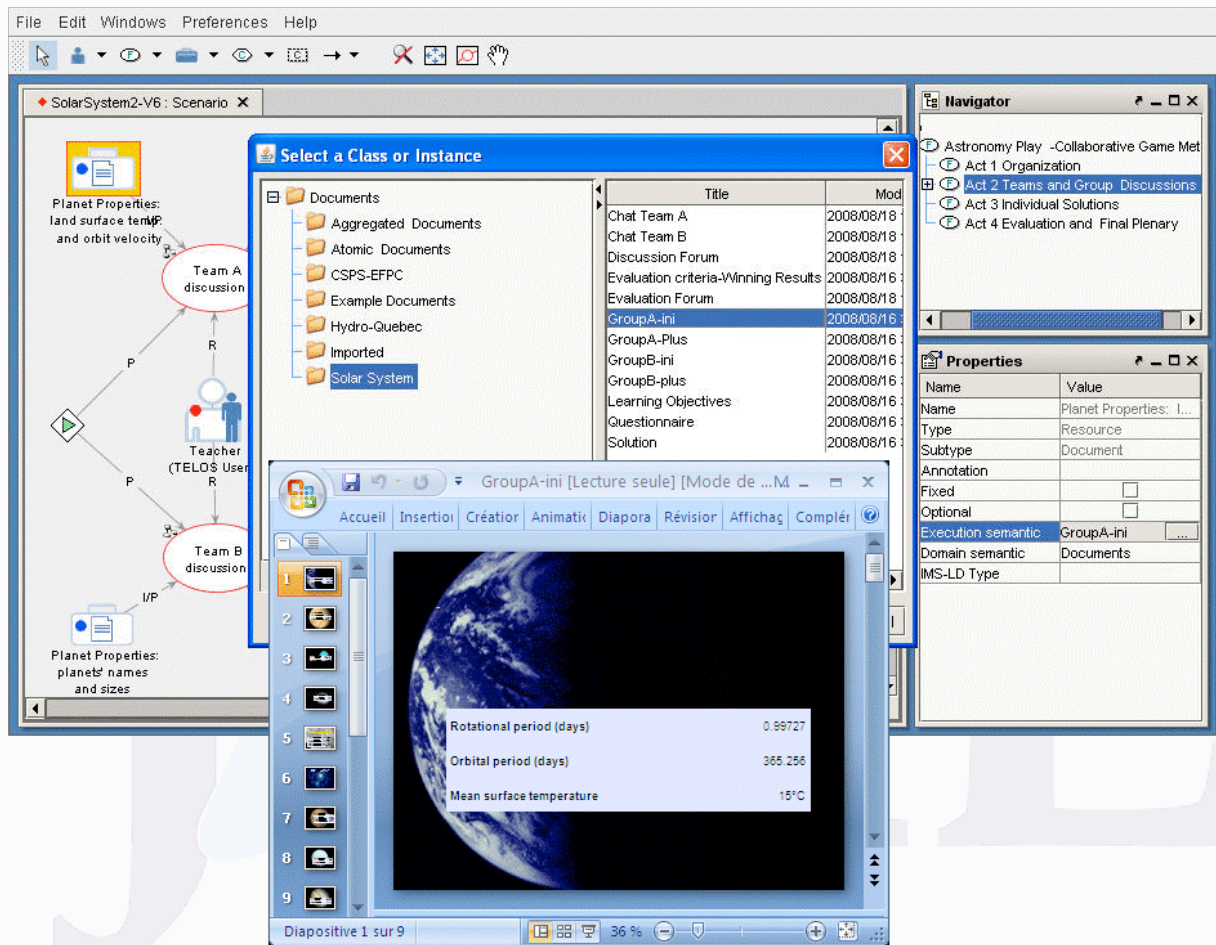 File Edit Windows Preferences Help
SolarSystem2-V6 : Scenario
Planet Properties:
land surface temp.
and orbit velocity
I/P
Team A
discussion
P
R
Teacher
(TELOS User
R
P
Team B
discussion
I/P
Planet Properties:
planets' names
and sizes
Select a Class or Instance
Documents
Aggregated Documents
Atomic Documents
CSPS-EFPC
Example Documents
Hydro-Quebec
Imported
Solar System
Title Mod
Chat Team A 2008/08/18
Chat Team B 2008/08/18
Discussion Forum 2008/08/18
Evaluation criteria-Winning Results 2008/08/16
Evaluation Forum 2008/08/18
GroupA-ini 2008/08/16
GroupA-Plus 2008/08/16
GroupB-ini 2008/08/16
GroupB-plus 2008/08/16
Learning Objectives 2008/08/16
Questionnaire 2008/08/16
Solution 2008/08/16
Navigator
Astronomy Play -Collaborative Game Met
Act 1 Organization
Act 2 Teams and Group Discussions
Act 3 Individual Solutions
Act 4 Evaluation and Final Plenary
Properties
Name Value
Name Planet Properties: l...
Type Resource
Subtype Document
Annotation
Fixed
Optional
Execution semantic GroupA-ini ...
Domain semantic Documents
IMS-LD Type
GroupA-ini [Lecture seule] [Mode de ...M
Accueil Insertio Créatior Animatic Diapora Révisior Affichag Complér
1
2
3
4
5
6
7
8
9
Rotational period (days) 0.99727
Orbital period (days) 365.256
Mean surface temperature 15°C
Diapositive 1 sur 9 36 %